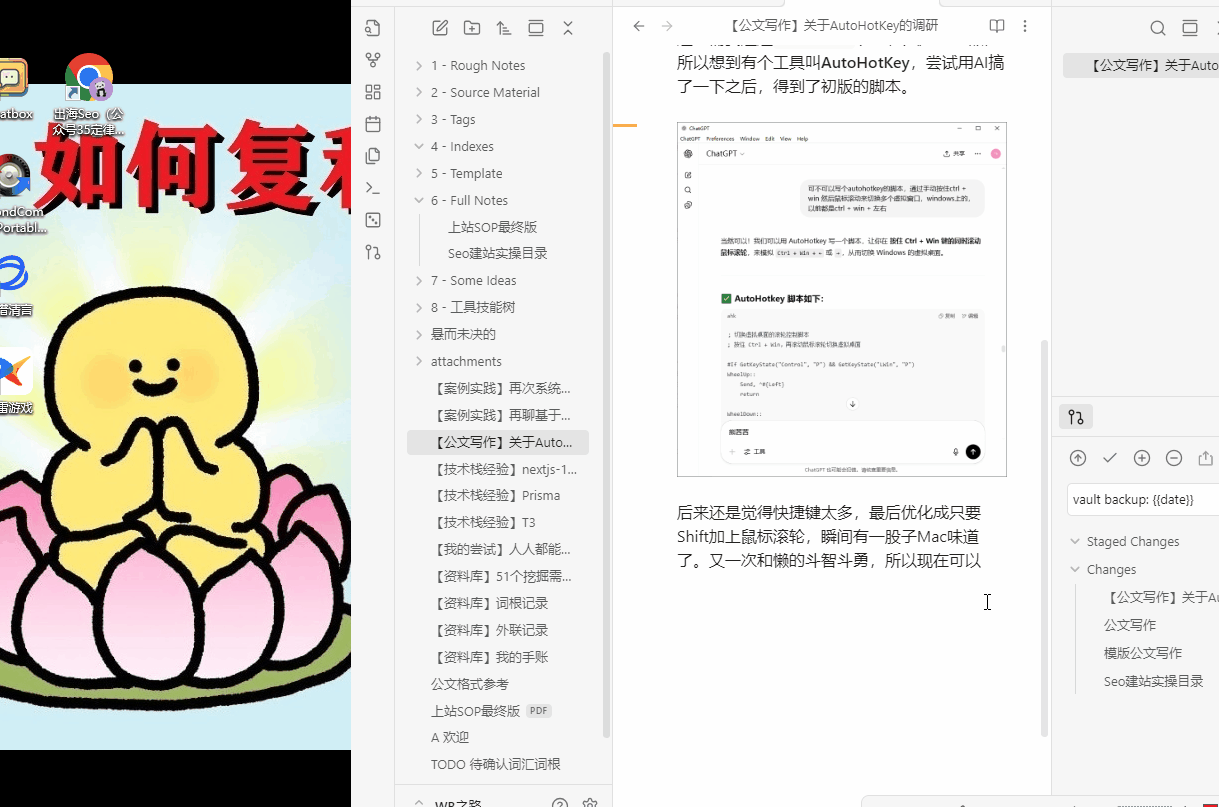 atbox
出海Seo（公
众号35定律...
ondCom
Portabl...
谱清言
雷游戏
如何复利
1 - Rough Notes
2 - Source Material
3 - Tags
4 - Indexes
5 - Template
6 - Full Notes
上站SOP最终版
Seo建站实操目录
7 - Some Ideas
8 - 工具技能树
悬而未决的
attachments
【案例实践】再次系统...
【案例实践】再聊基于...
【公文写作】关于Auto...
【技术栈经验】nextjs-1...
【技术栈经验】Prisma
【技术栈经验】T3
【我的尝试】人人都能...
【资料库】51个挖掘需...
【资料库】词根记录
【资料库】外联记录
【资料库】我的手账
公文格式参考
上站SOP最终版 PDF
A 欢迎
TODO 待确认词汇词根
WB之路
【公文写作】关于AutoHotKey的调研
所以想到有个工具叫AutoHotKey，尝试用AI搞
了一下之后，得到了初版的脚本。
ChatGPT
ChatGPT Preferences Window Edit View Help
ChatGPT
共享
可不可以写个autohotkey的脚本，通过手动按住ctrl +
win 然后鼠标滚动来切换多个虚拟窗口，windows上的，
以前都是ctrl + win + 左右
当然可以！我们可以用 AutoHotkey 写一个脚本，让你在 按住 Ctrl + Win 键的同时滚动
鼠标滚轮，来模拟 Ctrl + Win + ← 或 →，从而切换 Windows 的虚拟桌面。
AutoHotkey 脚本如下：
ahk
复制 编辑
; 切换虚拟桌面的滚轮控制脚本
; 按住 Ctrl + Win，再滚动鼠标滚轮切换虚拟桌面
#If GetKeyState("Control", "P") && GetKeyState("LWin", "P")
WheelUp::
Send, ^#{Left}
return
WheelDown::
工具
ChatGPT 也可能会犯错。请核查重要信息。
后来还是觉得快捷键太多，最后优化成只要
Shift加上鼠标滚轮，瞬间有一股子Mac味道
了。又一次和懒的斗智斗勇，所以现在可以
【公文写作】关于Auto
vault backup: {{date}}
Staged Changes
Changes
【公文写作】关于Au
公文写作
模版公文写作
Seo建站实操目录